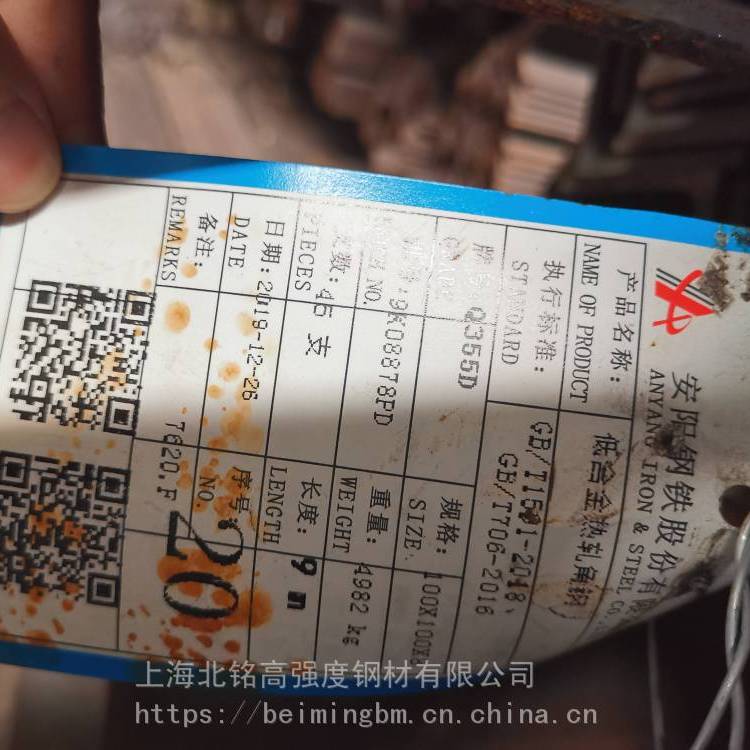 安阳钢铁股份有限
ANYANG IRON & STEEL CO.
产品名称: 低合金热轧角钢
NAME OF PRODUCT
执行标准: GB/T1591-2018、
STANDARD GB/T706-2016
牌号 Q355D 规格: 100X100X
SIZE
:9K08878PD 重量: 4982 kg
NO. WEIGHT
支数: 支 长度: 9 m
PIECES LENGTH
日期:2019-12-26 序号: 20
DATE NO.
备注: 7620.F
REMARKS
上海北铭高强度钢材有限公司
https://beimingbm.cn.china.cn